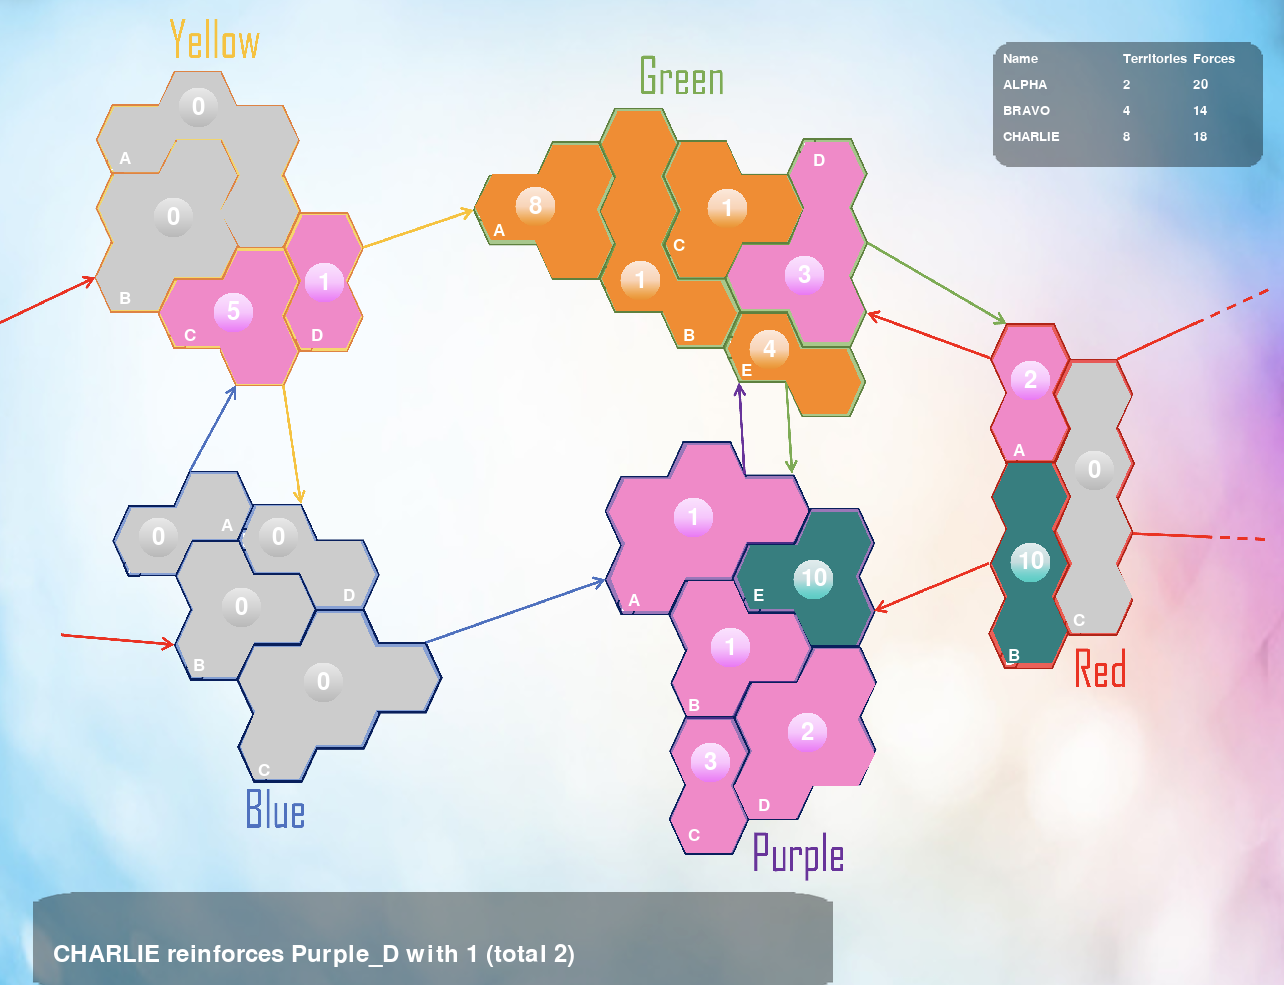 Yellow
Green
Name Territories Forces
ALPHA 2 20
BRAVO 4 14
CHARLIE 8 18
0
A
0
B
5
C
1
D
8
A
1
B
1
C
D
3
4
E
2
A
0
C
10
B
Red
0
A
0
D
0
B
0
C
Blue
1
A
10
E
1
B
2
D
3
C
Purple
CHARLIE reinforces Purple_D with 1 (total 2)